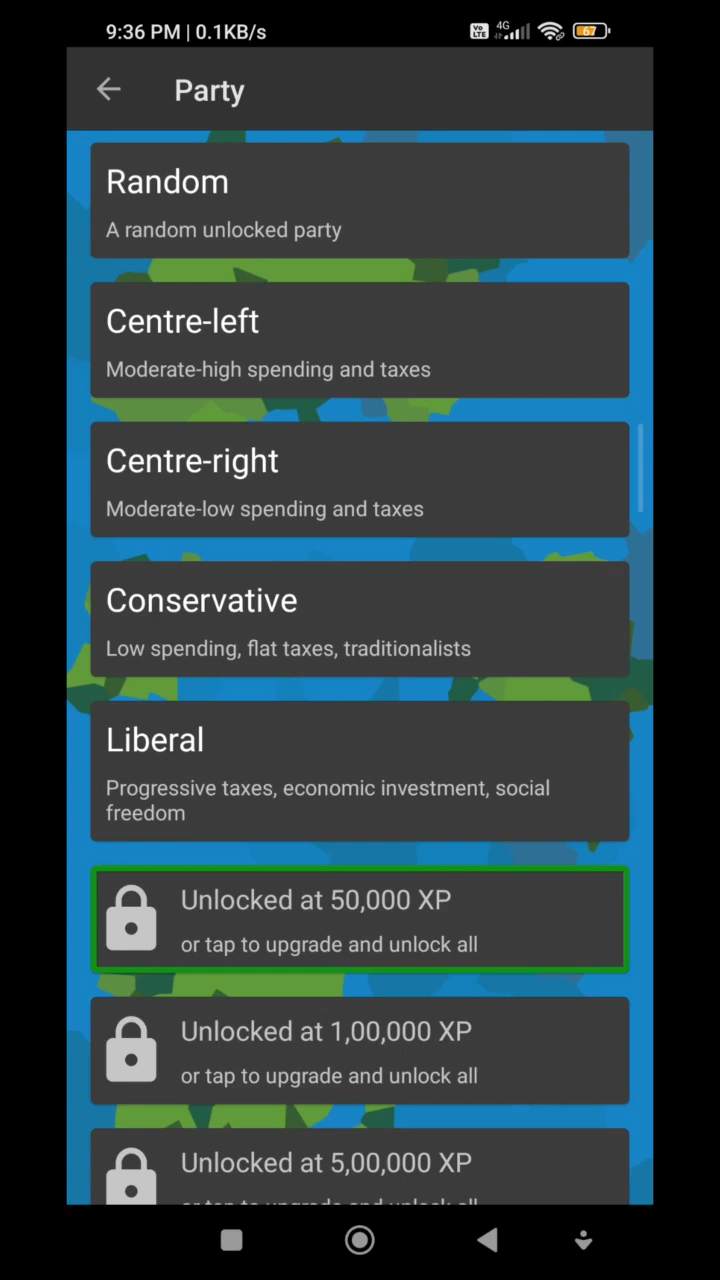 9:36 PM | 0.1KB/s
Vo LTE 4G 67
Party
Random
A random unlocked party
Centre-left
Moderate-high spending and taxes
Centre-right
Moderate-low spending and taxes
Conservative
Low spending, flat taxes, traditionalists
Liberal
Progressive taxes, economic investment, social
freedom
Unlocked at 50,000 XP
or tap to upgrade and unlock all
Unlocked at 1,00,000 XP
or tap to upgrade and unlock all
Unlocked at 5,00,000 XP